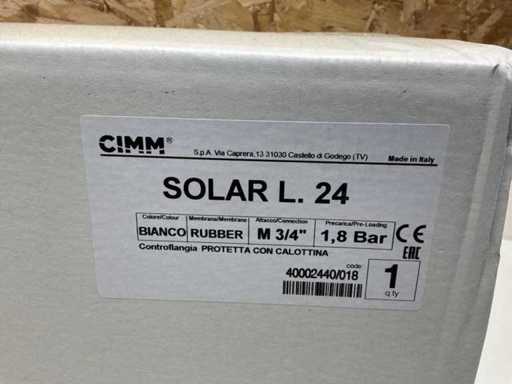 CIMM®
S.p.A. Via Caprera,13 31030 Castello di Godego (TV) Made in Italy
SOLAR L. 24
Colore/Colour Membrana/Membrane Attacco/Connection Precarica/Pre-Loading
BIANCO RUBBER M 3/4" 1,8 Bar CE
Controflangia PROTETTA CON CALOTTINA EAC
code
40002440/018 1
q.ty